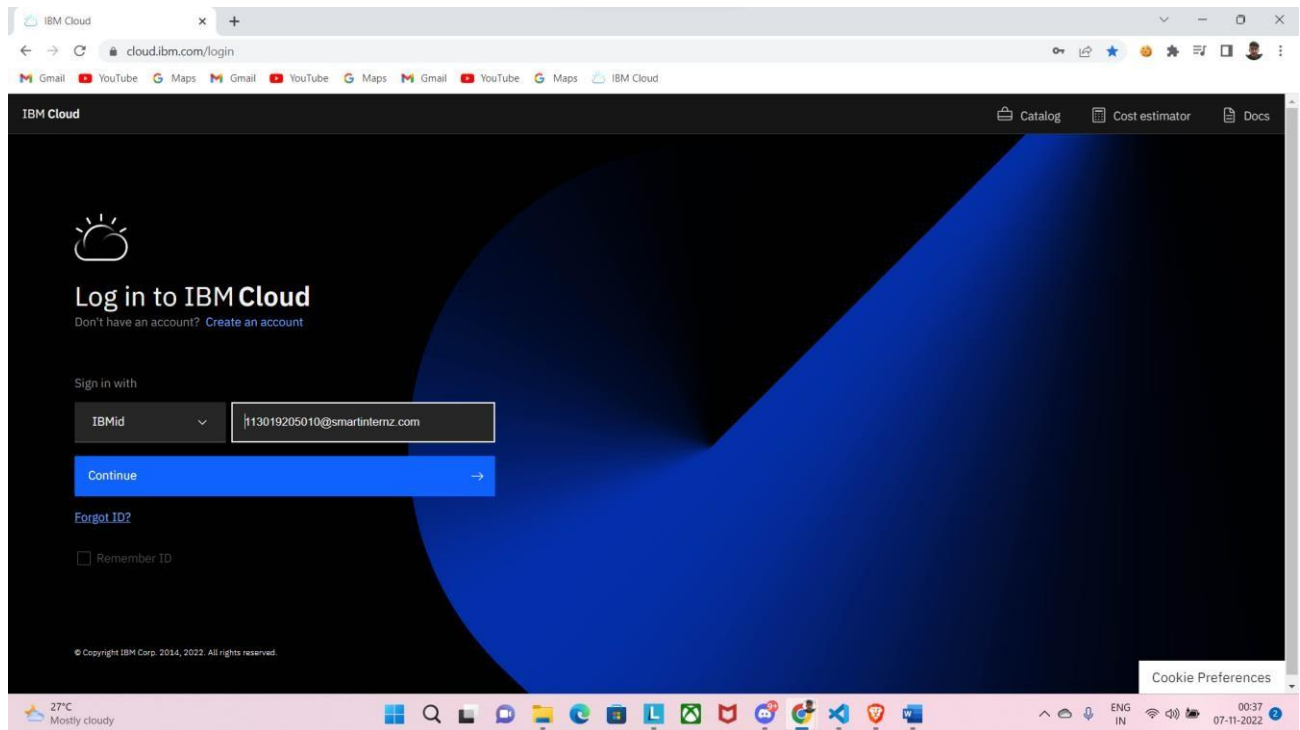 IBM Cloud
cloud.ibm.com/login
Gmail YouTube Maps Gmail YouTube Maps Gmail YouTube Maps IBM Cloud
IBM Cloud Catalog Cost estimator Docs
Log in to IBM Cloud
Don't have an account? Create an account
Sign in with
IBMid 113019205010@smartinternz.com
Continue
Forgot ID?
Remember ID
© Copyright IBM Corp. 2014, 2022. All rights reserved.
Cookie Preferences
27°C
Mostly cloudy
ENG
IN
00:37
07-11-2022 2